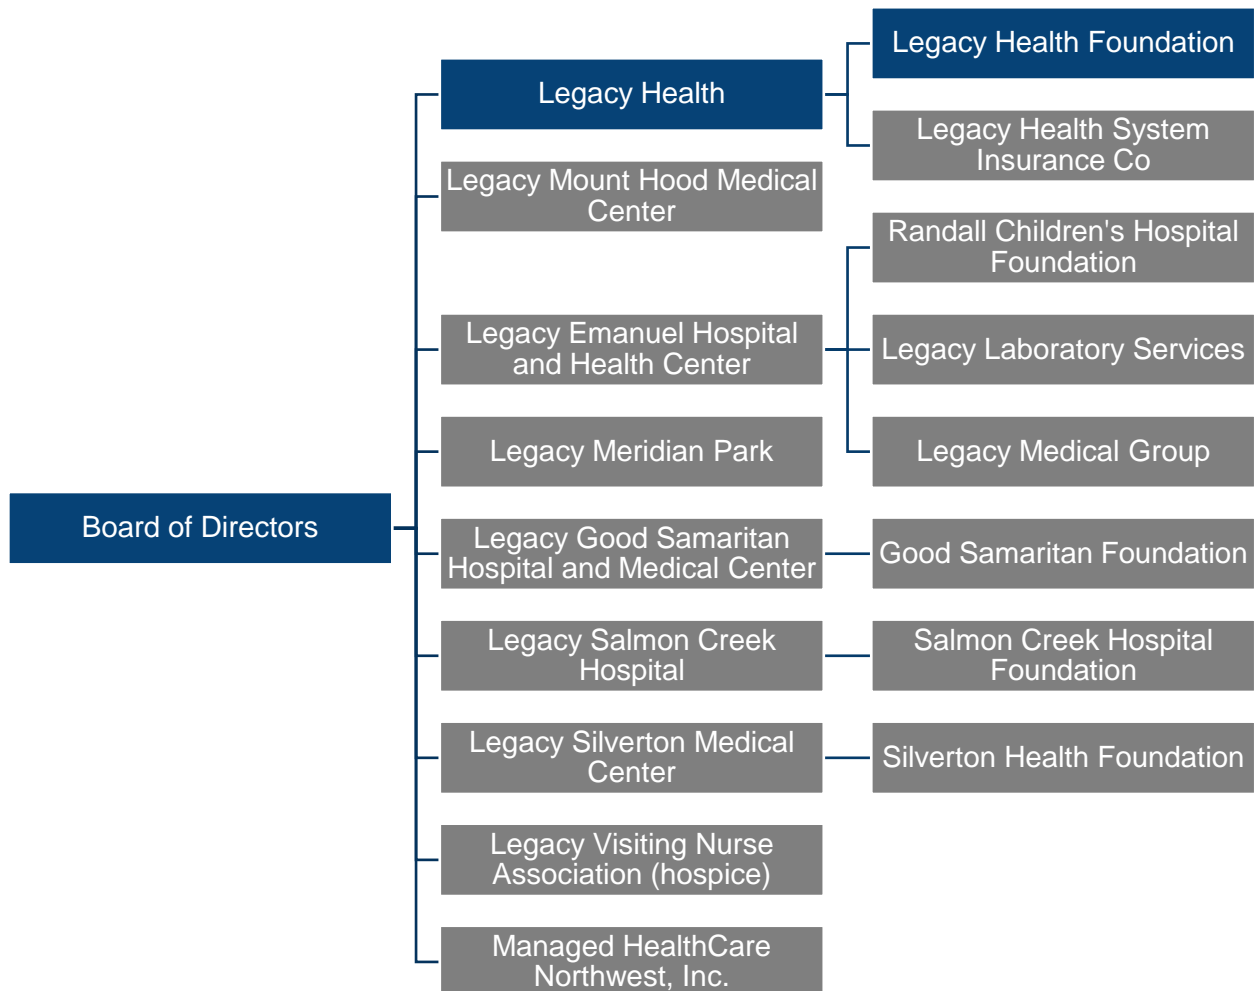 Board of Directors
Legacy Health
Legacy Health Foundation
Legacy Health System
Insurance Co
Legacy Mount Hood Medical
Center
Legacy Emanuel Hospital
and Health Center
Randall Children's Hospital
Foundation
Legacy Laboratory Services
Legacy Medical Group
Legacy Meridian Park
Legacy Good Samaritan
Hospital and Medical Center
Good Samaritan Foundation
Legacy Salmon Creek
Hospital
Salmon Creek Hospital
Foundation
Legacy Silverton Medical
Center
Silverton Health Foundation
Legacy Visiting Nurse
Association (hospice)
Managed HealthCare
Northwest, Inc.